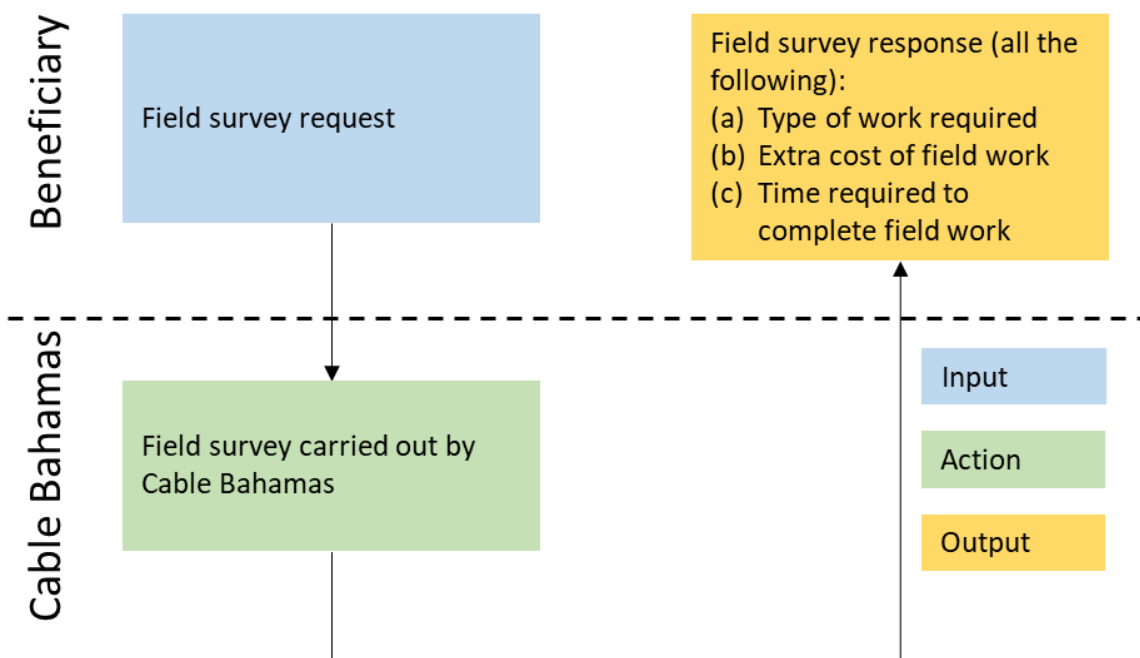 Beneficiary
Field survey request
Field survey response (all the
following):
(a) Type of work required
(b) Extra cost of field work
(c) Time required to
complete field work
Cable Bahamas
Field survey carried out by
Cable Bahamas
Input
Action
Output